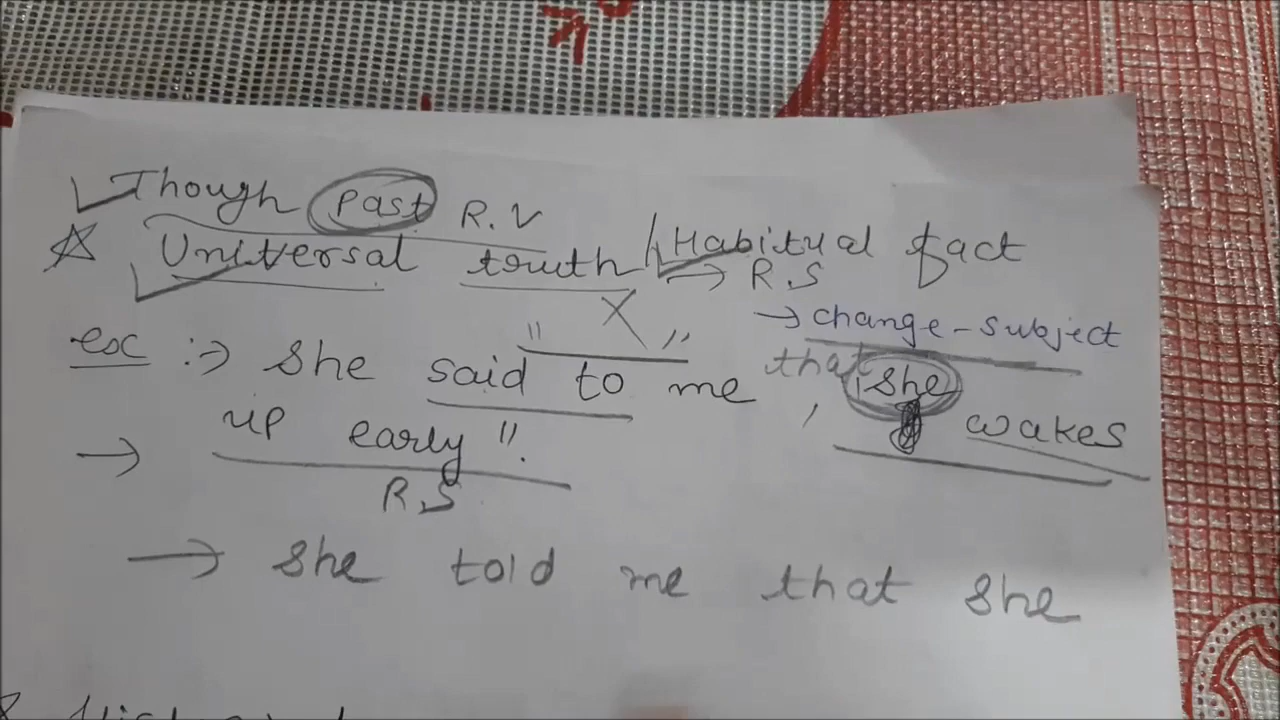 Though Past R.V
Universal truth / Habitual fact
→ R.S
" X "
→ change-subject
ex :→ She said to me that
, she wakes
→ up early".
R.S
→ She told me that she